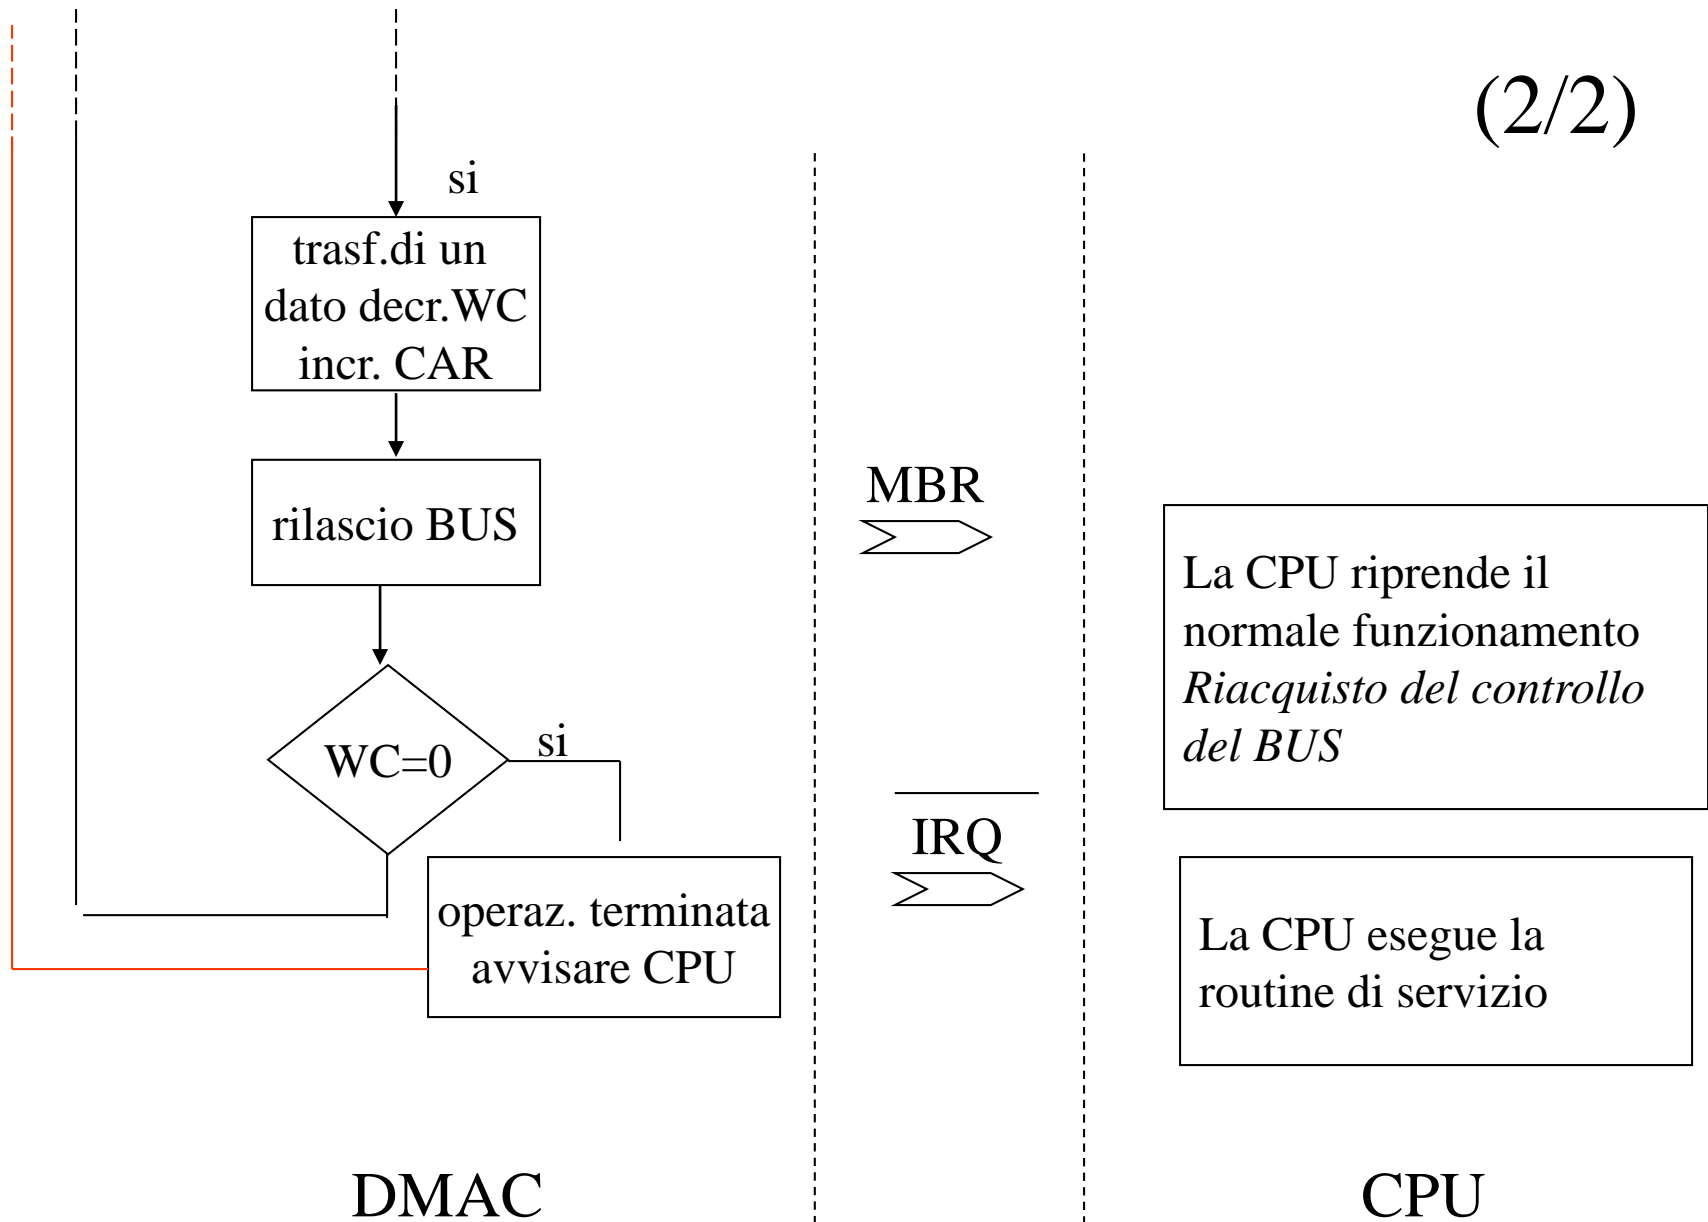 (2/2)
si
trasf.di un
dato decr.WC
incr. CAR
rilascio BUS
WC=0
si
operaz. terminata
avvisare CPU
MBR
IRQ
La CPU riprende il
normale funzionamento
Riacquisto del controllo
del BUS
La CPU esegue la
routine di servizio
DMAC
CPU